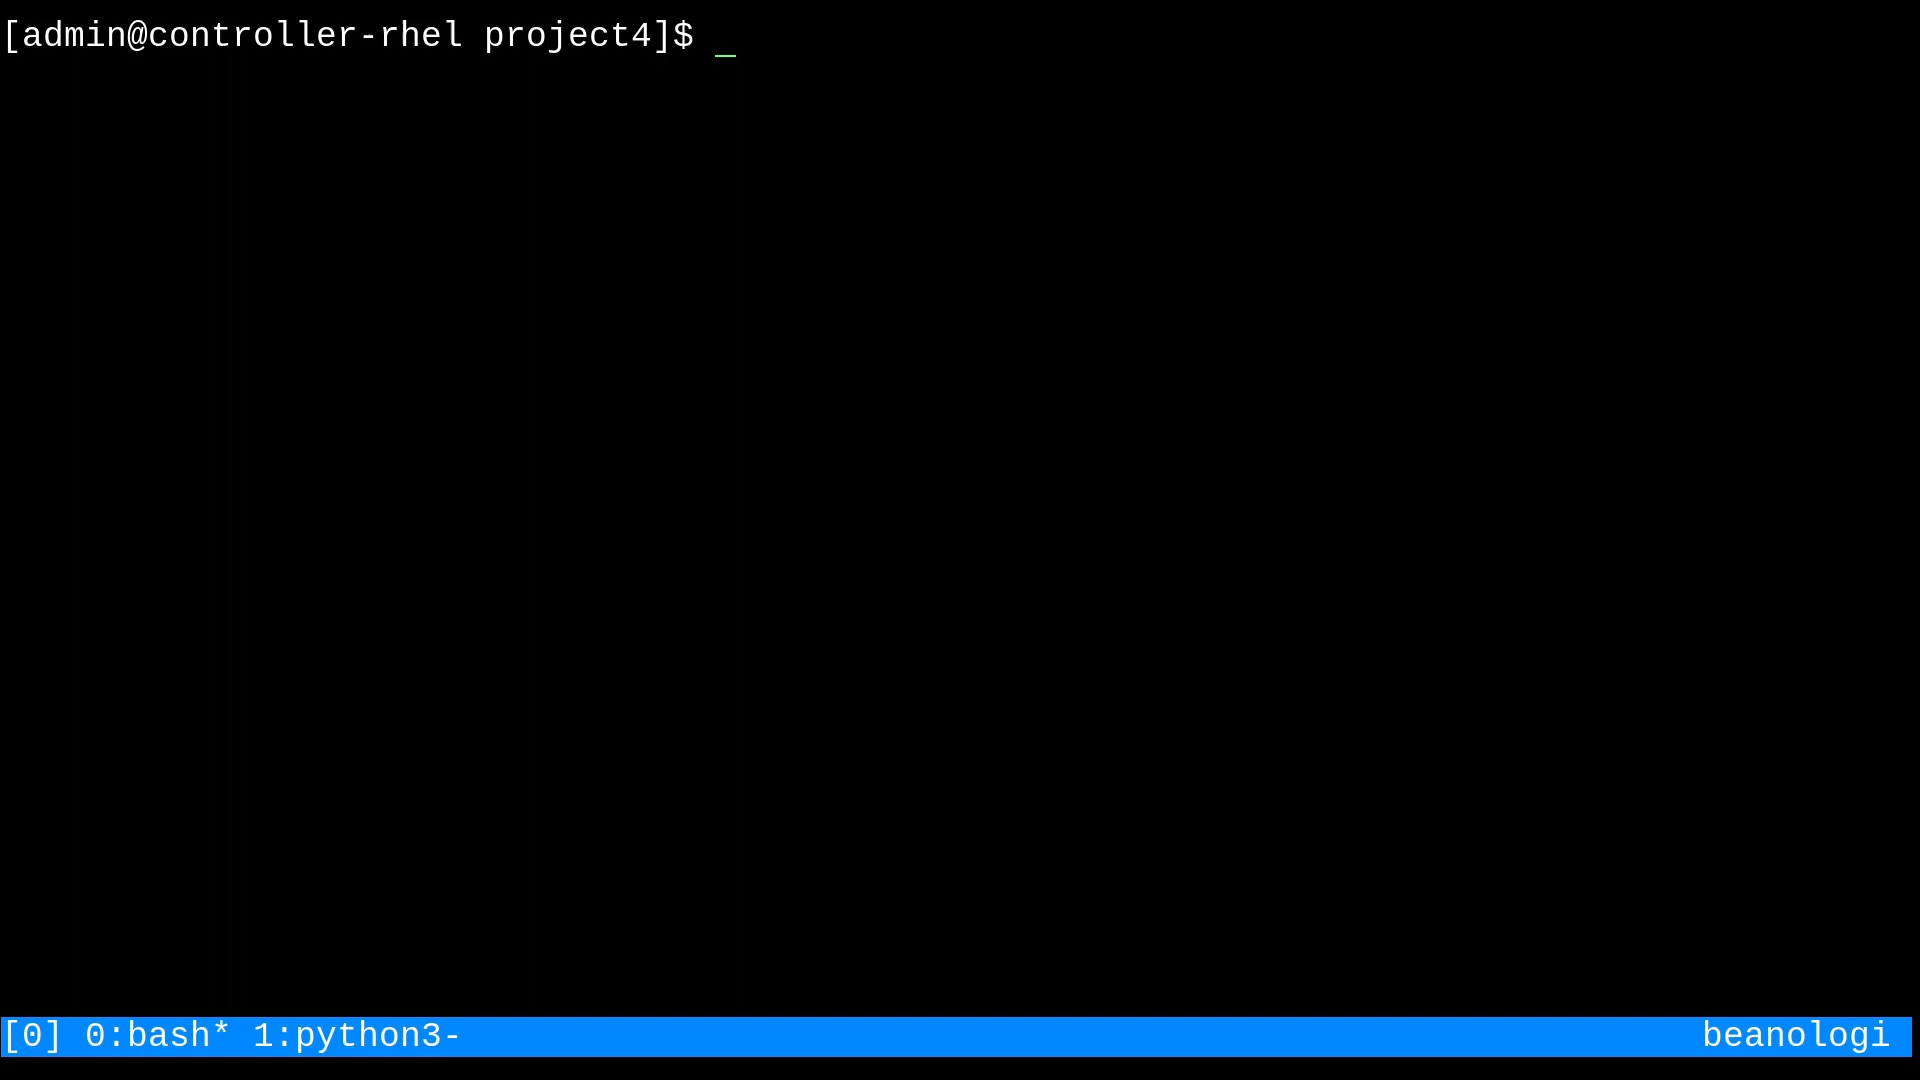 [admin@controller-rhel project4]$ _
[0] 0:bash* 1:python3- beanologi